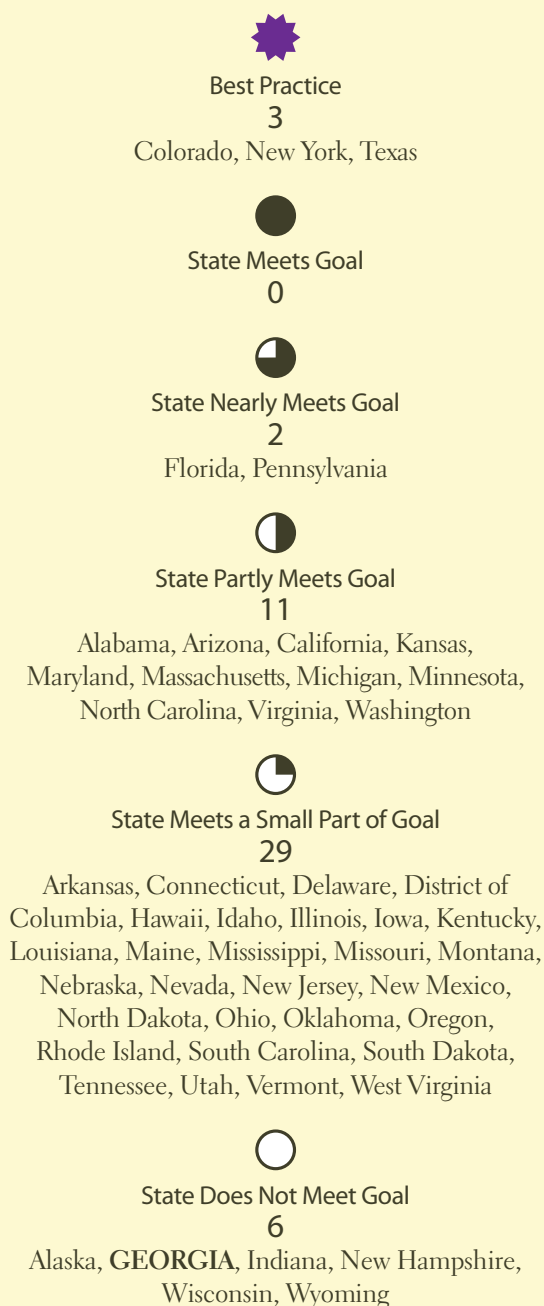 Best Practice
3
Colorado, New York, Texas
State Meets Goal
0
State Nearly Meets Goal
2
Florida, Pennsylvania
State Partly Meets Goal
11
Alabama, Arizona, California, Kansas,
Maryland, Massachusetts, Michigan, Minnesota,
North Carolina, Virginia, Washington
State Meets a Small Part of Goal
29
Arkansas, Connecticut, Delaware, District of
Columbia, Hawaii, Idaho, Illinois, Iowa, Kentucky,
Louisiana, Maine, Mississippi, Missouri, Montana,
Nebraska, Nevada, New Jersey, New Mexico,
North Dakota, Ohio, Oklahoma, Oregon,
Rhode Island, South Carolina, South Dakota,
Tennessee, Utah, Vermont, West Virginia
State Does Not Meet Goal
6
Alaska, GEORGIA, Indiana, New Hampshire,
Wisconsin, Wyoming